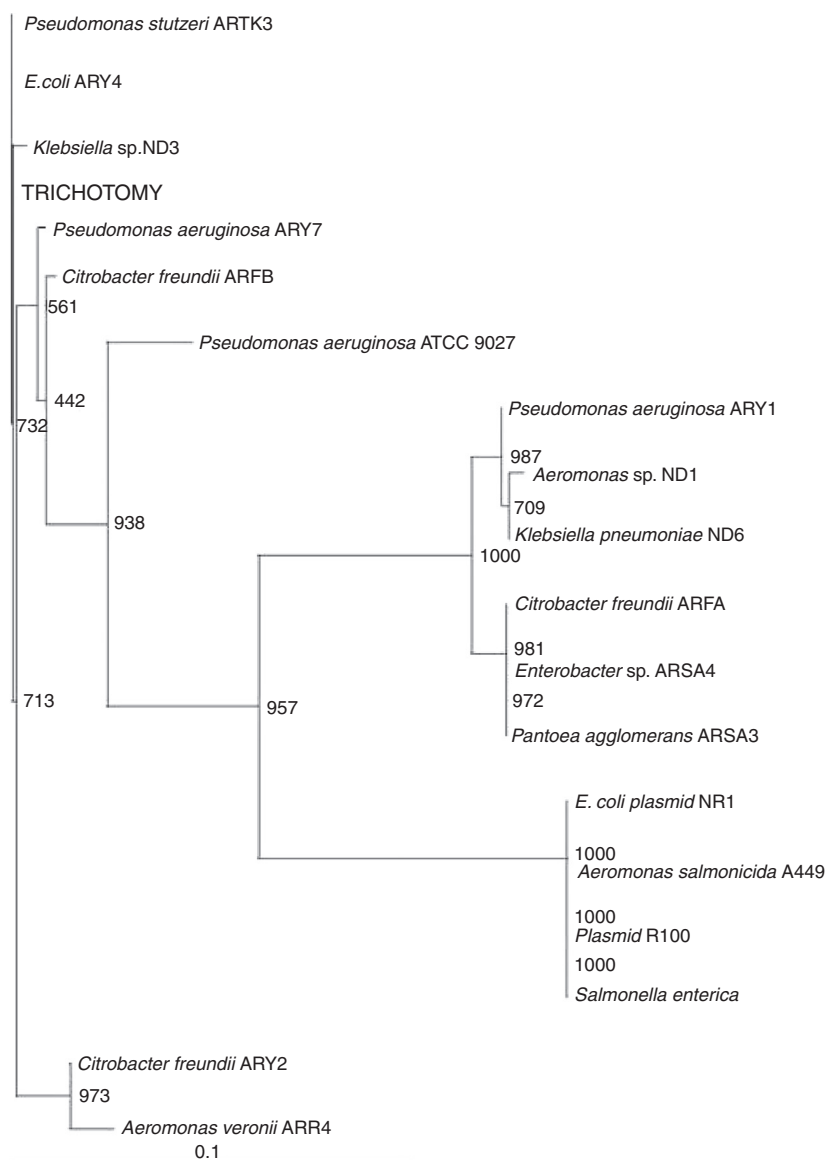 Pseudomonas stutzeri ARTK3
E.coli ARY4
Klebsiella sp.ND3
TRICHOTOMY
Pseudomonas aeruginosa ARY7
Citrobacter freundii ARFB
561
Pseudomonas aeruginosa ATCC 9027
442
Pseudomonas aeruginosa ARY1
732
987
Aeromonas sp. ND1
709
938
Klebsiella pneumoniae ND6
1000
Citrobacter freundii ARFA
981
Enterobacter sp. ARSA4
713
972
957
Pantoea agglomerans ARSA3
E. coli plasmid NR1
1000
Aeromonas salmonicida A449
1000
Plasmid R100
1000
Salmonella enterica
Citrobacter freundii ARY2
973
Aeromonas veronii ARR4
0.1